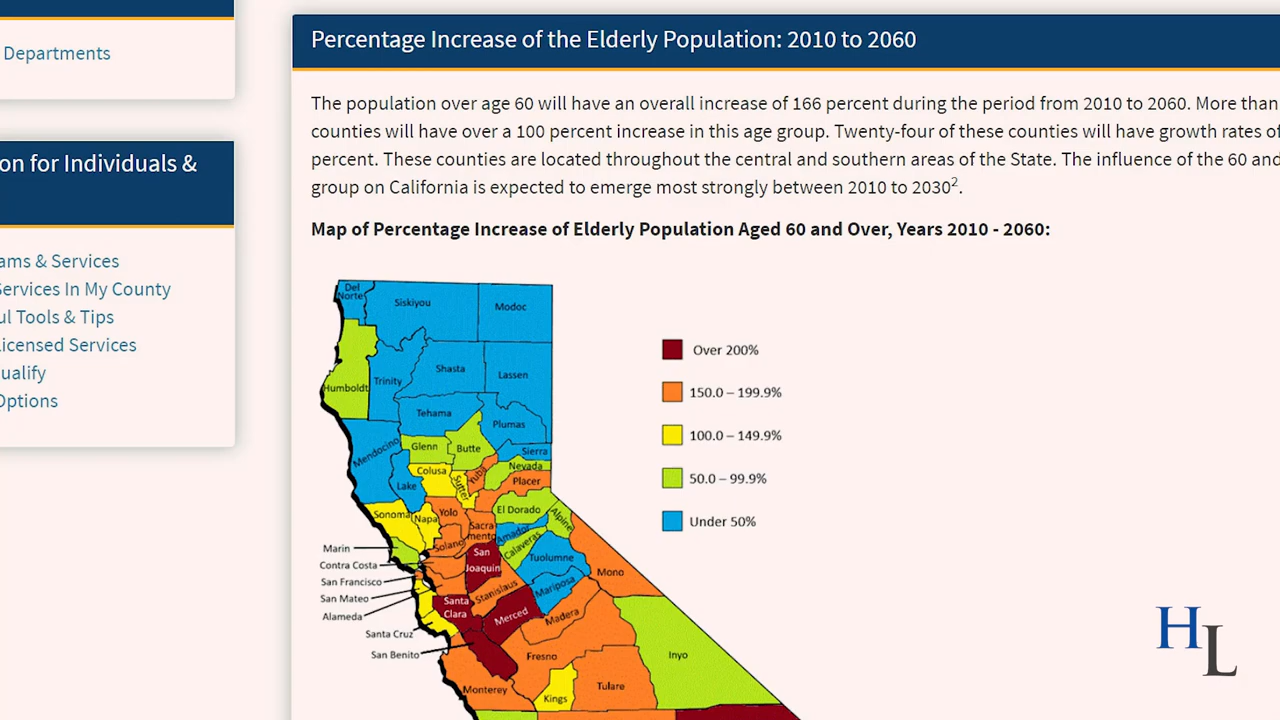 Departments
on for Individuals &
ams & Services
Services In My County
ul Tools & Tips
Licensed Services
ualify
Options
Percentage Increase of the Elderly Population: 2010 to 2060
The population over age 60 will have an overall increase of 166 percent during the period from 2010 to 2060. More than
counties will have over a 100 percent increase in this age group. Twenty-four of these counties will have growth rates of
percent. These counties are located throughout the central and southern areas of the State. The influence of the 60 and
group on California is expected to emerge most strongly between 2010 to 2030².
Map of Percentage Increase of Elderly Population Aged 60 and Over, Years 2010 - 2060:
Del
Norte
Siskiyou
Modoc
Humboldt
Trinity
Shasta
Lassen
Tehama
Plumas
Mendocino
Glenn
Butte
Sierra
Lake
Colusa
Sutter
Yuba
Nevada
Placer
Sonoma
Napa
Yolo
Sacra
mento
El Dorado
Alpine
Amador
Solano
Calaveras
Marin
San
Joaquin
Tuolumne
Contra Costa
Mono
San Francisco
Stanislaus
Mariposa
San Mateo
Alameda
Santa
Clara
Merced
Madera
Santa Cruz
San Benito
Fresno
Inyo
Monterey
Kings
Tulare
Over 200%
150.0 – 199.9%
100.0 – 149.9%
50.0 – 99.9%
Under 50%
HL